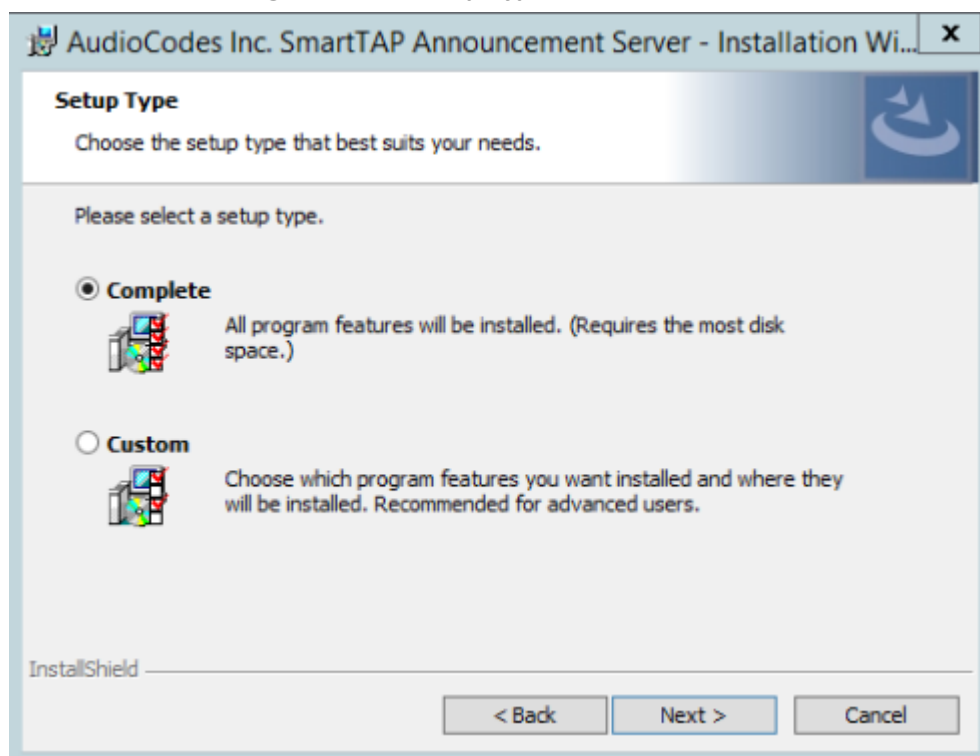 AudioCodes Inc. SmartTAP Announcement Server - Installation Wi... x
Setup Type
Choose the setup type that best suits your needs.
Please select a setup type.
Complete
All program features will be installed. (Requires the most disk
space.)
Custom
Choose which program features you want installed and where they
will be installed. Recommended for advanced users.
InstallShield
< Back Next > Cancel